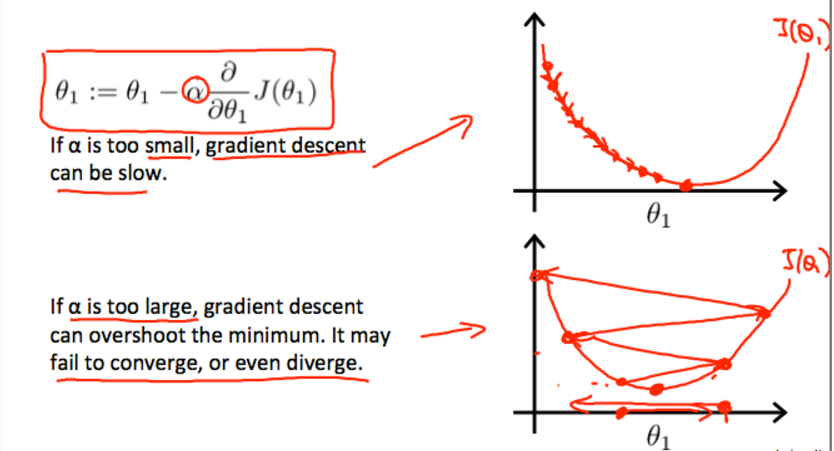 θ₁ := θ₁ − α ∂/∂θ₁ J(θ₁)
If α is too small, gradient descent
can be slow.
J(θ₁)
θ₁
If α is too large, gradient descent
can overshoot the minimum. It may
fail to converge, or even diverge.
J(θ₁)
θ₁